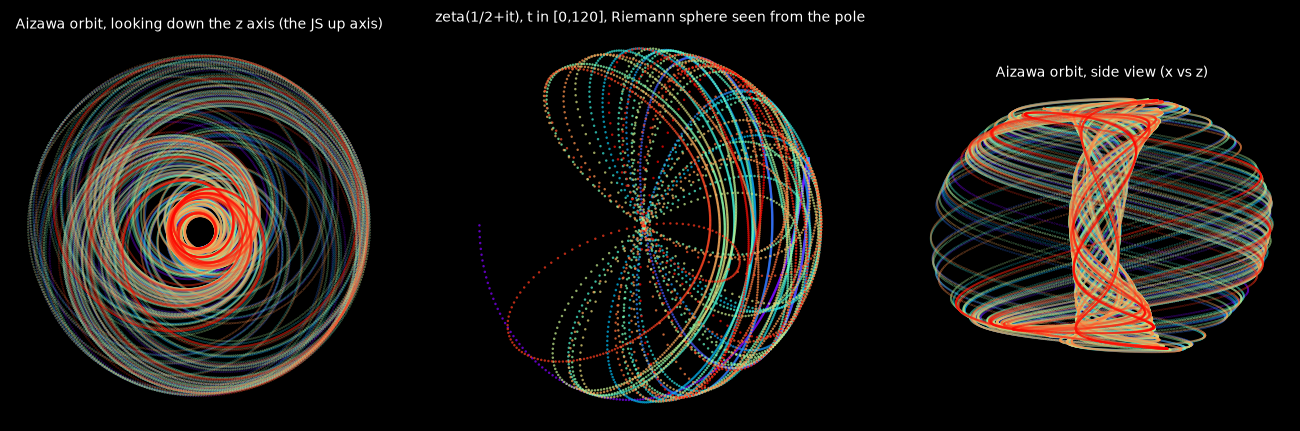 Aizawa orbit, looking down the z axis (the JS up axis)
zeta(1/2+it), t in [0,120], Riemann sphere seen from the pole
Aizawa orbit, side view (x vs z)